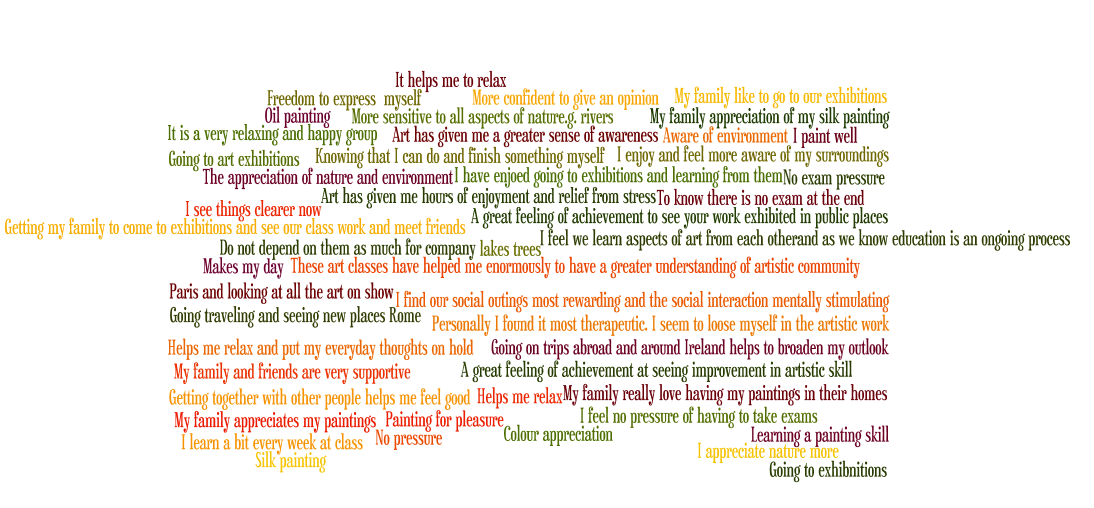 It helps me to relax
Freedom to express myself More confident to give an opinion My family like to go to our exhibitions
Oil painting More sensitive to all aspects of nature.g. rivers My family appreciation of my silk painting
It is a very relaxing and happy group Art has given me a greater sense of awareness Aware of environment I paint well
Going to art exhibitions Knowing that I can do and finish something myself I enjoy and feel more aware of my surroundings
The appreciation of nature and environment I have enjoed going to exhibitions and learning from them No exam pressure
Art has given me hours of enjoyment and relief from stress To know there is no exam at the end
I see things clearer now A great feeling of achievement to see your work exhibited in public places
Getting my family to come to exhibitions and see our class work and meet friends
I feel we learn aspects of art from each otherand as we know education is an ongoing process
Do not depend on them as much for company lakes trees
Makes my day These art classes have helped me enormously to have a greater understanding of artistic community
Paris and looking at all the art on show I find our social outings most rewarding and the social interaction mentally stimulating
Going traveling and seeing new places Rome Personally I found it most therapeutic. I seem to loose myself in the artistic work
Helps me relax and put my everyday thoughts on hold Going on trips abroad and around Ireland helps to broaden my outlook
My family and friends are very supportive A great feeling of achievement at seeing improvement in artistic skill
Getting together with other people helps me feel good Helps me relax My family really love having my paintings in their homes
My family appreciates my paintings Painting for pleasure I feel no pressure of having to take exams
I learn a bit every week at class No pressure Colour appreciation Learning a painting skill
Silk painting I appreciate nature more
Going to exhibnitions